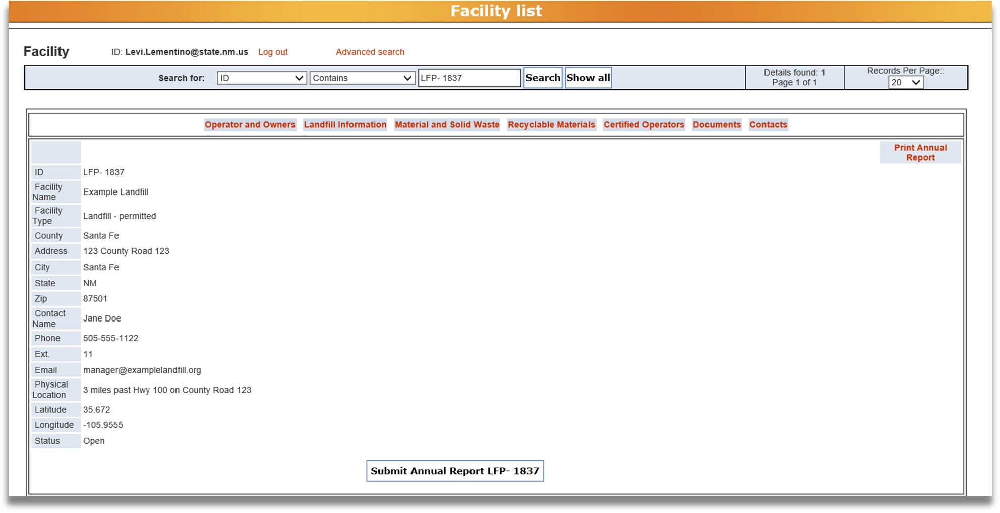 Facility list
Facility ID: Levi.Lementino@state.nm.us Log out Advanced search
Search for: ID Contains LFP- 1837 Search Show all Details found: 1 Records Per Page::
Page 1 of 1 20
Operator and Owners Landfill Information Material and Solid Waste Recyclable Materials Certified Operators Documents Contacts
Print Annual
Report
ID LFP- 1837
Facility
Name Example Landfill
Facility
Type Landfill - permitted
County Santa Fe
Address 123 County Road 123
City Santa Fe
State NM
Zip 87501
Contact
Name Jane Doe
Phone 505-555-1122
Ext. 11
Email manager@examplelandfill.org
Physical
Location 3 miles past Hwy 100 on County Road 123
Latitude 35.672
Longitude -105.9555
Status Open
Submit Annual Report LFP- 1837